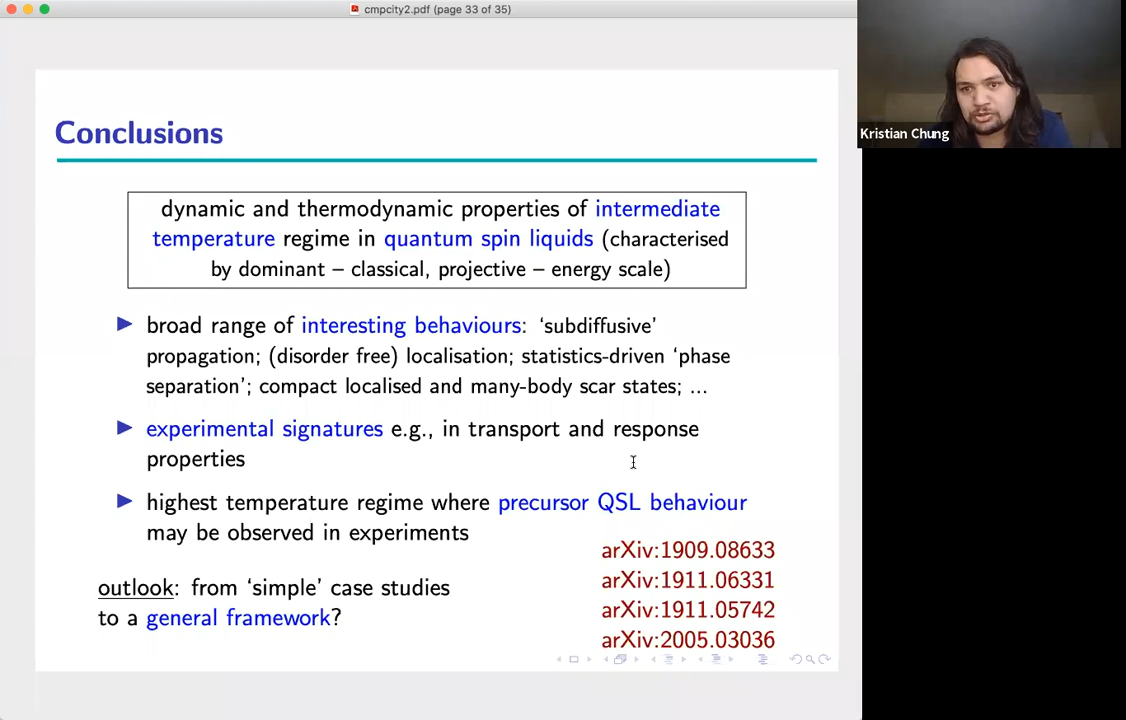 cmpcity2.pdf (page 33 of 35)
Kristian Chung
Conclusions
dynamic and thermodynamic properties of intermediate
temperature regime in quantum spin liquids (characterised
by dominant – classical, projective – energy scale)
broad range of interesting behaviours: ‘subdiffusive’
propagation; (disorder free) localisation; statistics-driven ‘phase
separation’; compact localised and many-body scar states; ...
experimental signatures e.g., in transport and response
properties
highest temperature regime where precursor QSL behaviour
may be observed in experiments
outlook: from ‘simple’ case studies
to a general framework?
arXiv:1909.08633
arXiv:1911.06331
arXiv:1911.05742
arXiv:2005.03036